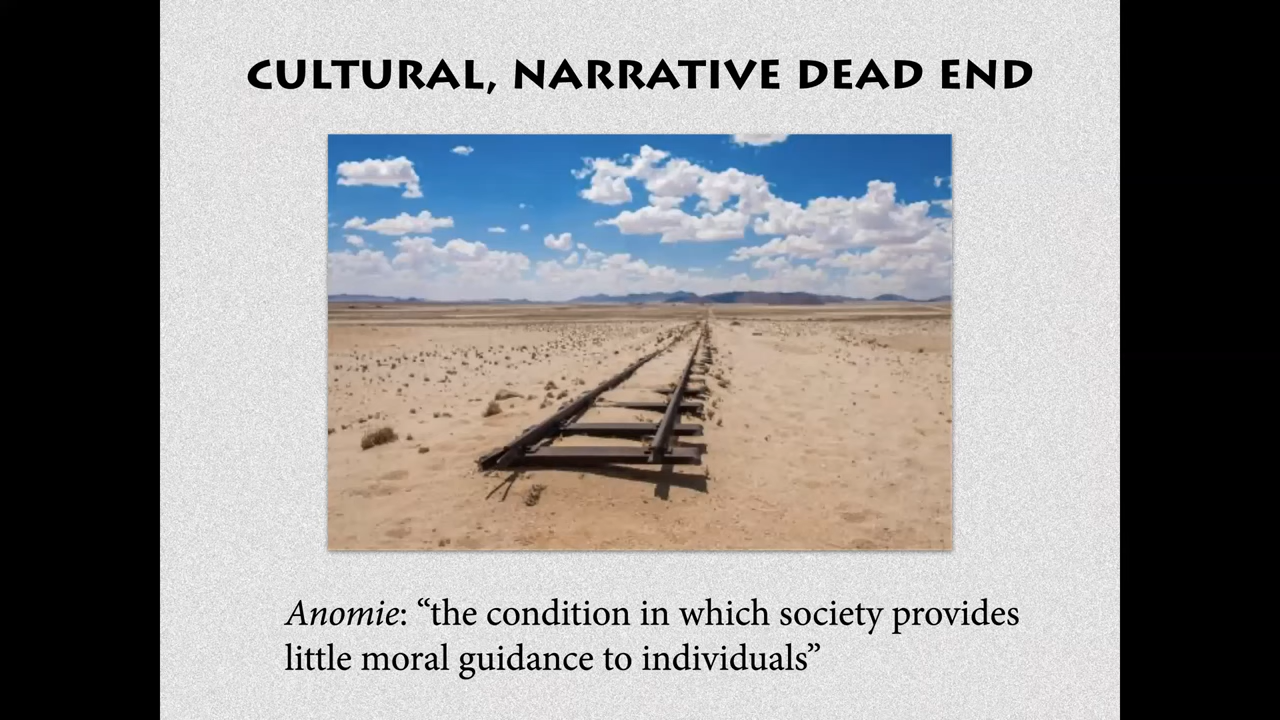 CULTURAL, NARRATIVE DEAD END
Anomie: “the condition in which society provides
little moral guidance to individuals”